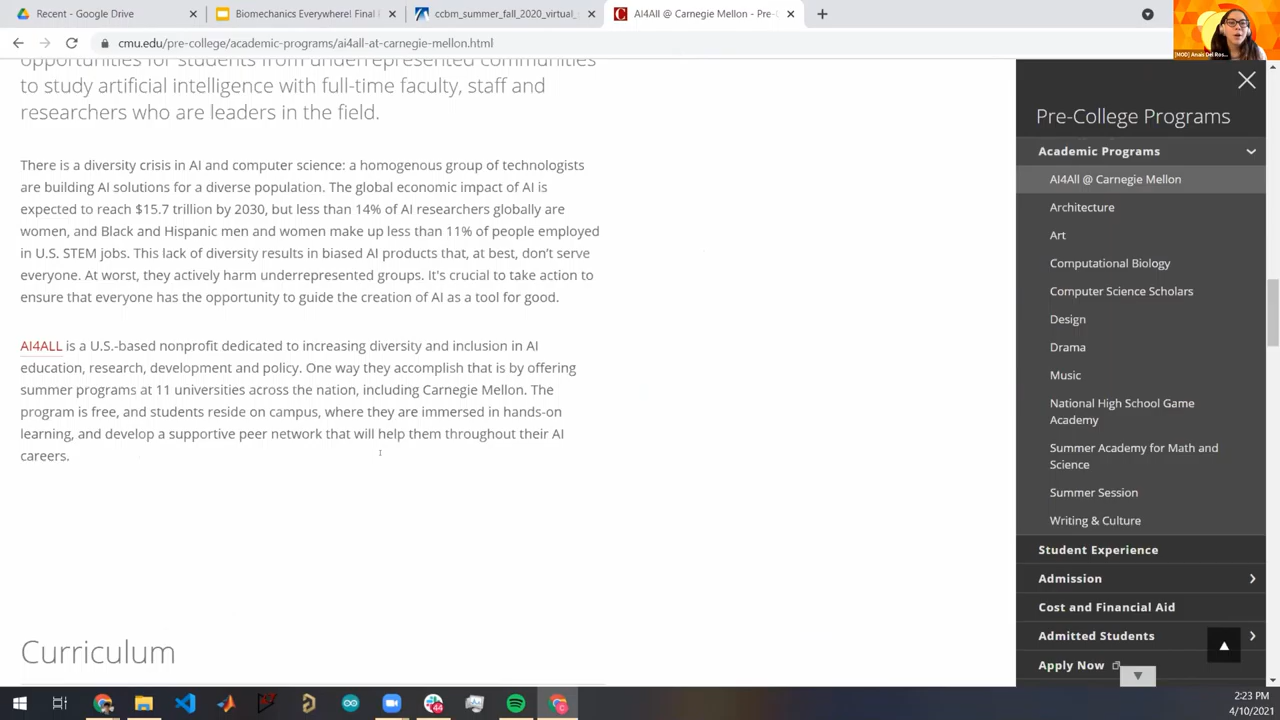 Recent - Google Drive
Biomechanics Everywhere! Final
ccbm_summer_fall_2020_virtual_
AI4All @ Carnegie Mellon - Pre-
cmu.edu/pre-college/academic-programs/ai4all-at-carnegie-mellon.html
[MOD] Anais Del Ros...
opportunities for students from underrepresented communities
to study artificial intelligence with full-time faculty, staff and
researchers who are leaders in the field.
There is a diversity crisis in AI and computer science: a homogenous group of technologists
are building AI solutions for a diverse population. The global economic impact of AI is
expected to reach $15.7 trillion by 2030, but less than 14% of AI researchers globally are
women, and Black and Hispanic men and women make up less than 11% of people employed
in U.S. STEM jobs. This lack of diversity results in biased AI products that, at best, don’t serve
everyone. At worst, they actively harm underrepresented groups. It's crucial to take action to
ensure that everyone has the opportunity to guide the creation of AI as a tool for good.
AI4ALL is a U.S.-based nonprofit dedicated to increasing diversity and inclusion in AI
education, research, development and policy. One way they accomplish that is by offering
summer programs at 11 universities across the nation, including Carnegie Mellon. The
program is free, and students reside on campus, where they are immersed in hands-on
learning, and develop a supportive peer network that will help them throughout their AI
careers.
Curriculum
Pre-College Programs
Academic Programs
AI4All @ Carnegie Mellon
Architecture
Art
Computational Biology
Computer Science Scholars
Design
Drama
Music
National High School Game
Academy
Summer Academy for Math and
Science
Summer Session
Writing & Culture
Student Experience
Admission
Cost and Financial Aid
Admitted Students
Apply Now
44
2:23 PM
4/10/2021